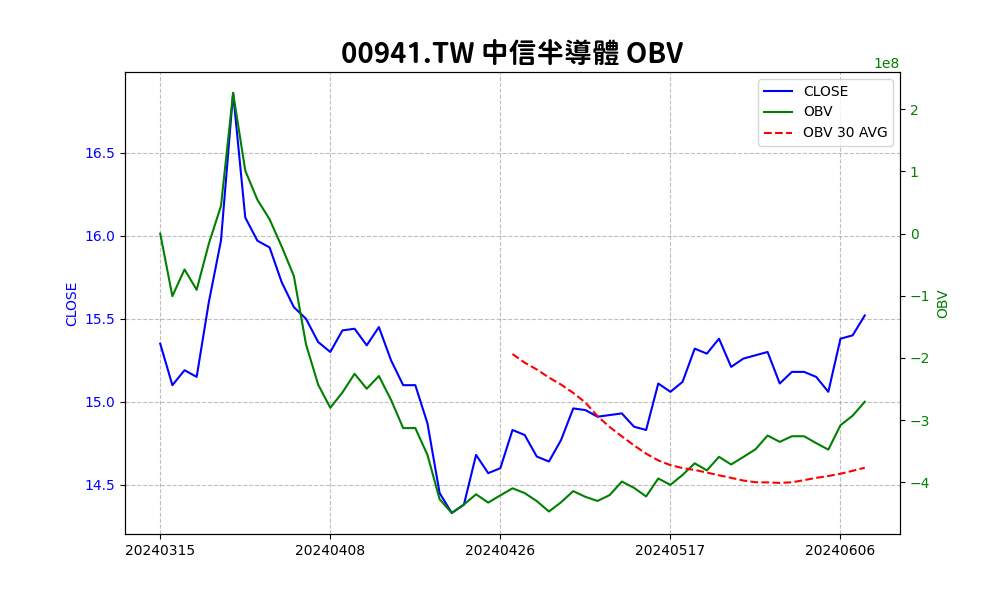 00941.TW 中信半導體 OBV
1e8
CLOSE
OBV
OBV 30 AVG
16.5
16.0
15.5
15.0
14.5
CLOSE
2
1
0
−1
−2
−3
−4
OBV
20240315
20240408
20240426
20240517
20240606